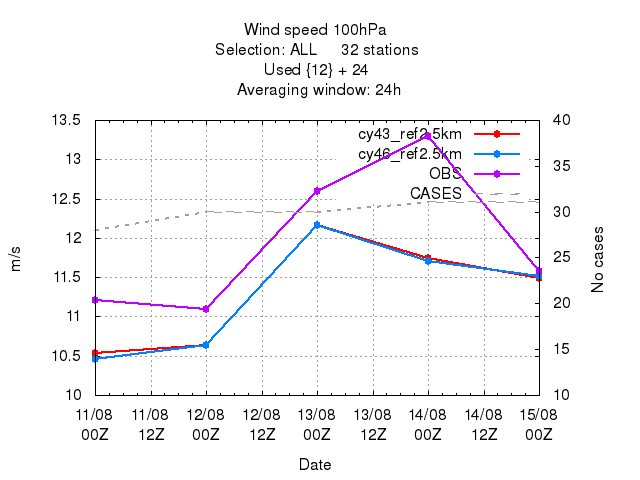 Wind speed 100hPa
Selection: ALL 32 stations
Used {12} + 24
Averaging window: 24h
13.5
13
12.5
12
11.5
11
10.5
10
m/s
40
35
30
25
20
15
10
No cases
cy43_ref2.5km
cy46_ref2.5km
OBS
CASES
11/08 11/08 12/08 12/08 13/08 13/08 14/08 14/08 15/08
00Z 12Z 00Z 12Z 00Z 12Z 00Z 12Z 00Z
Date